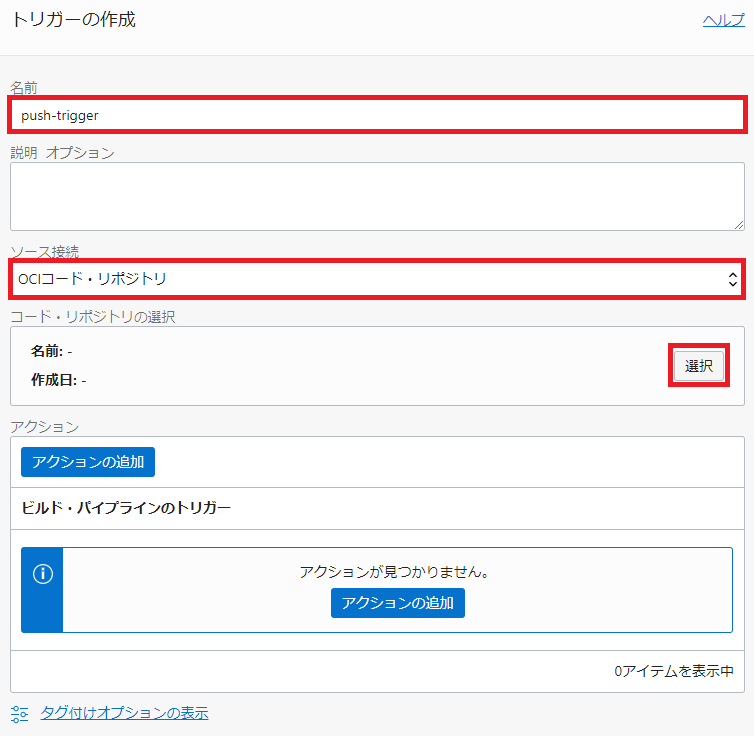 トリガーの作成 ヘルプ
名前
push-trigger
説明 オプション
ソース接続
OCIコード・リポジトリ
コード・リポジトリの選択
名前: -
選択
作成日: -
アクション
アクションの追加
ビルド・パイプラインのトリガー
アクションが見つかりません。
アクションの追加
0アイテムを表示中
タグ付けオプションの表示